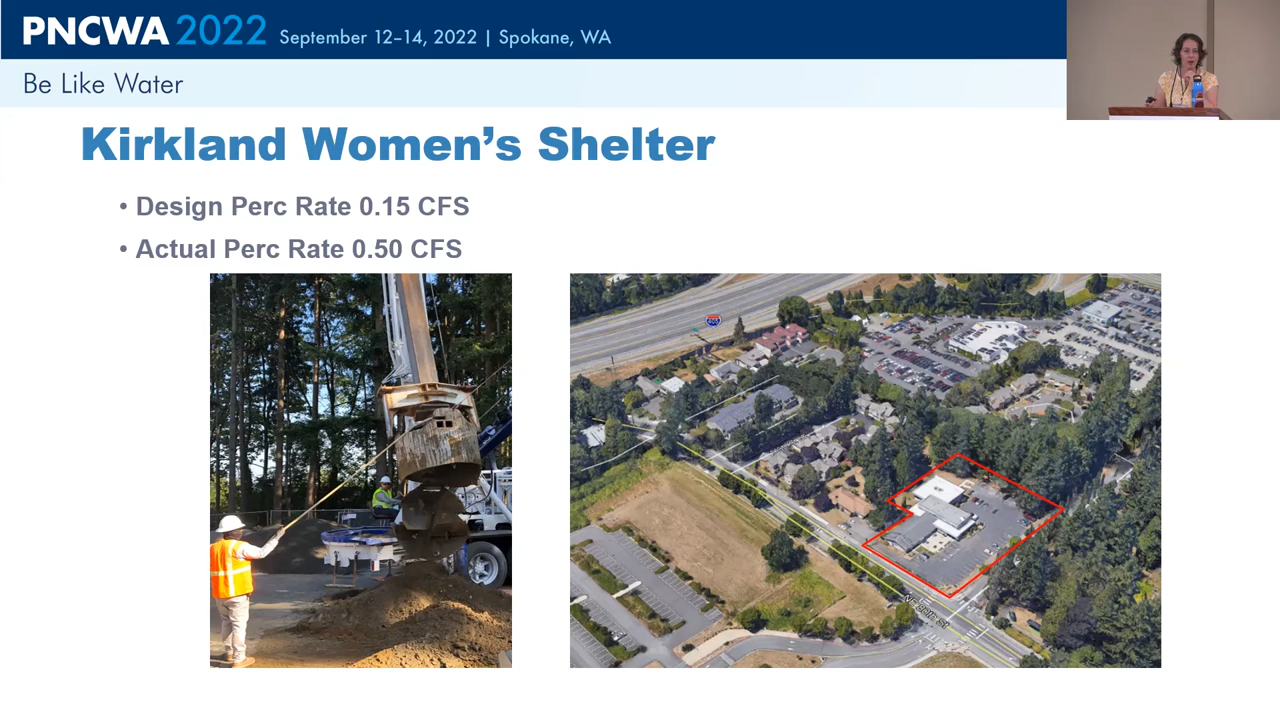 PNCWA 2022 September 12–14, 2022 | Spokane, WA
Be Like Water
Kirkland Women’s Shelter
• Design Perc Rate 0.15 CFS
• Actual Perc Rate 0.50 CFS
405